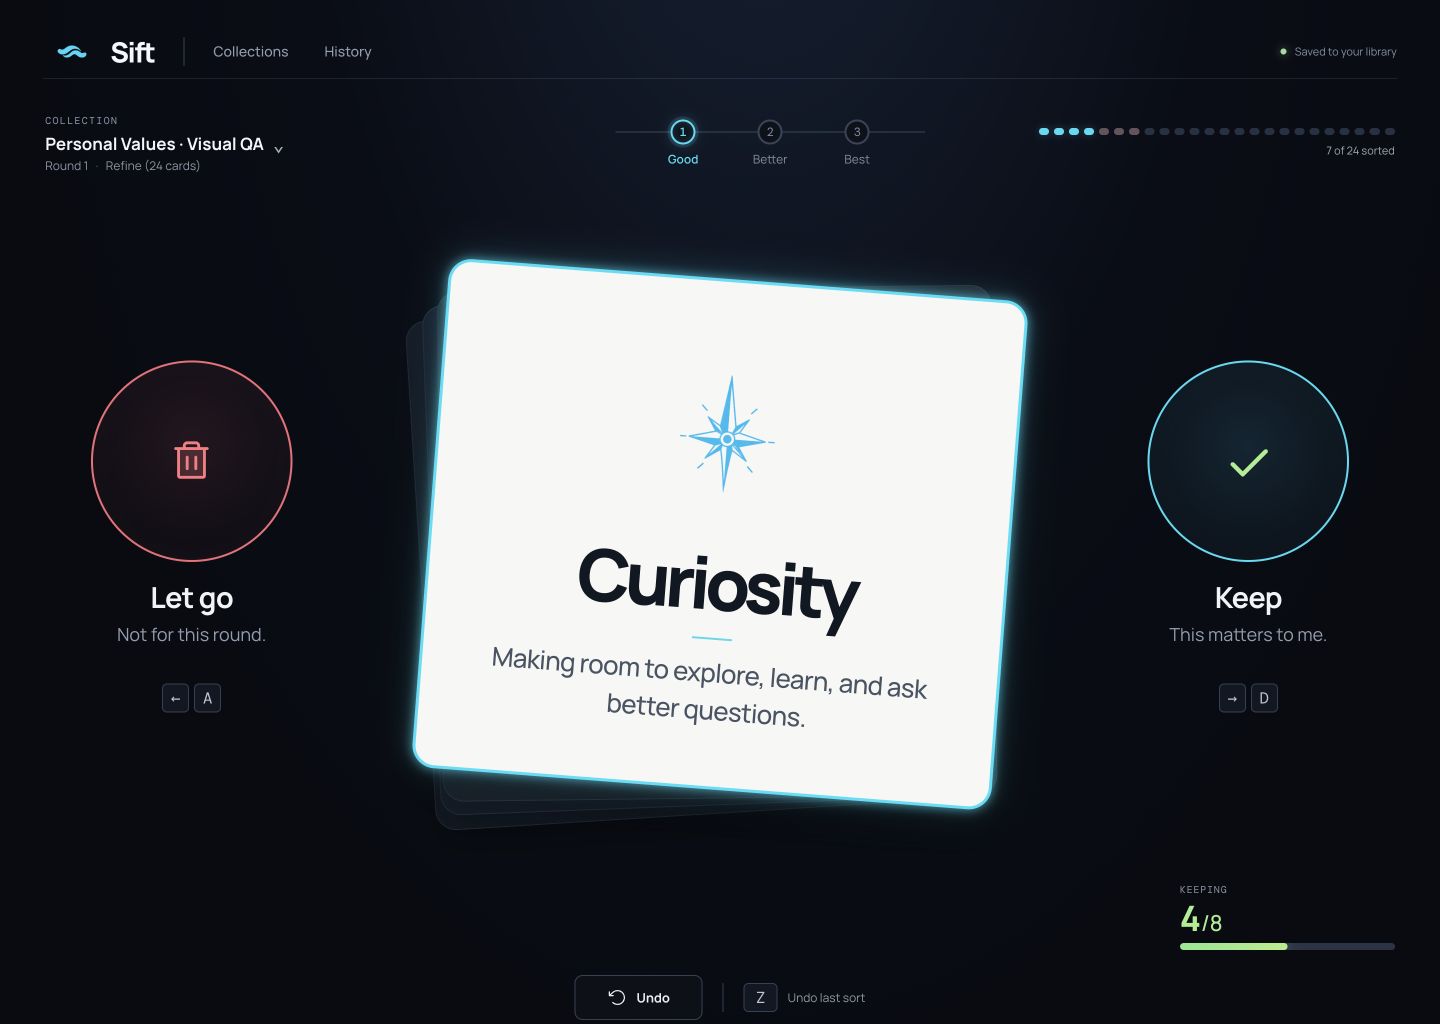 Sift
Collections
History
Saved to your library
COLLECTION
Personal Values · Visual QA
Round 1 · Refine (24 cards)
1
2
3
Good
Better
Best
7 of 24 sorted
Curiosity
Making room to explore, learn, and ask
better questions.
Let go
Not for this round.
← A
Keep
This matters to me.
→ D
KEEPING
4/8
Undo
Z
Undo last sort